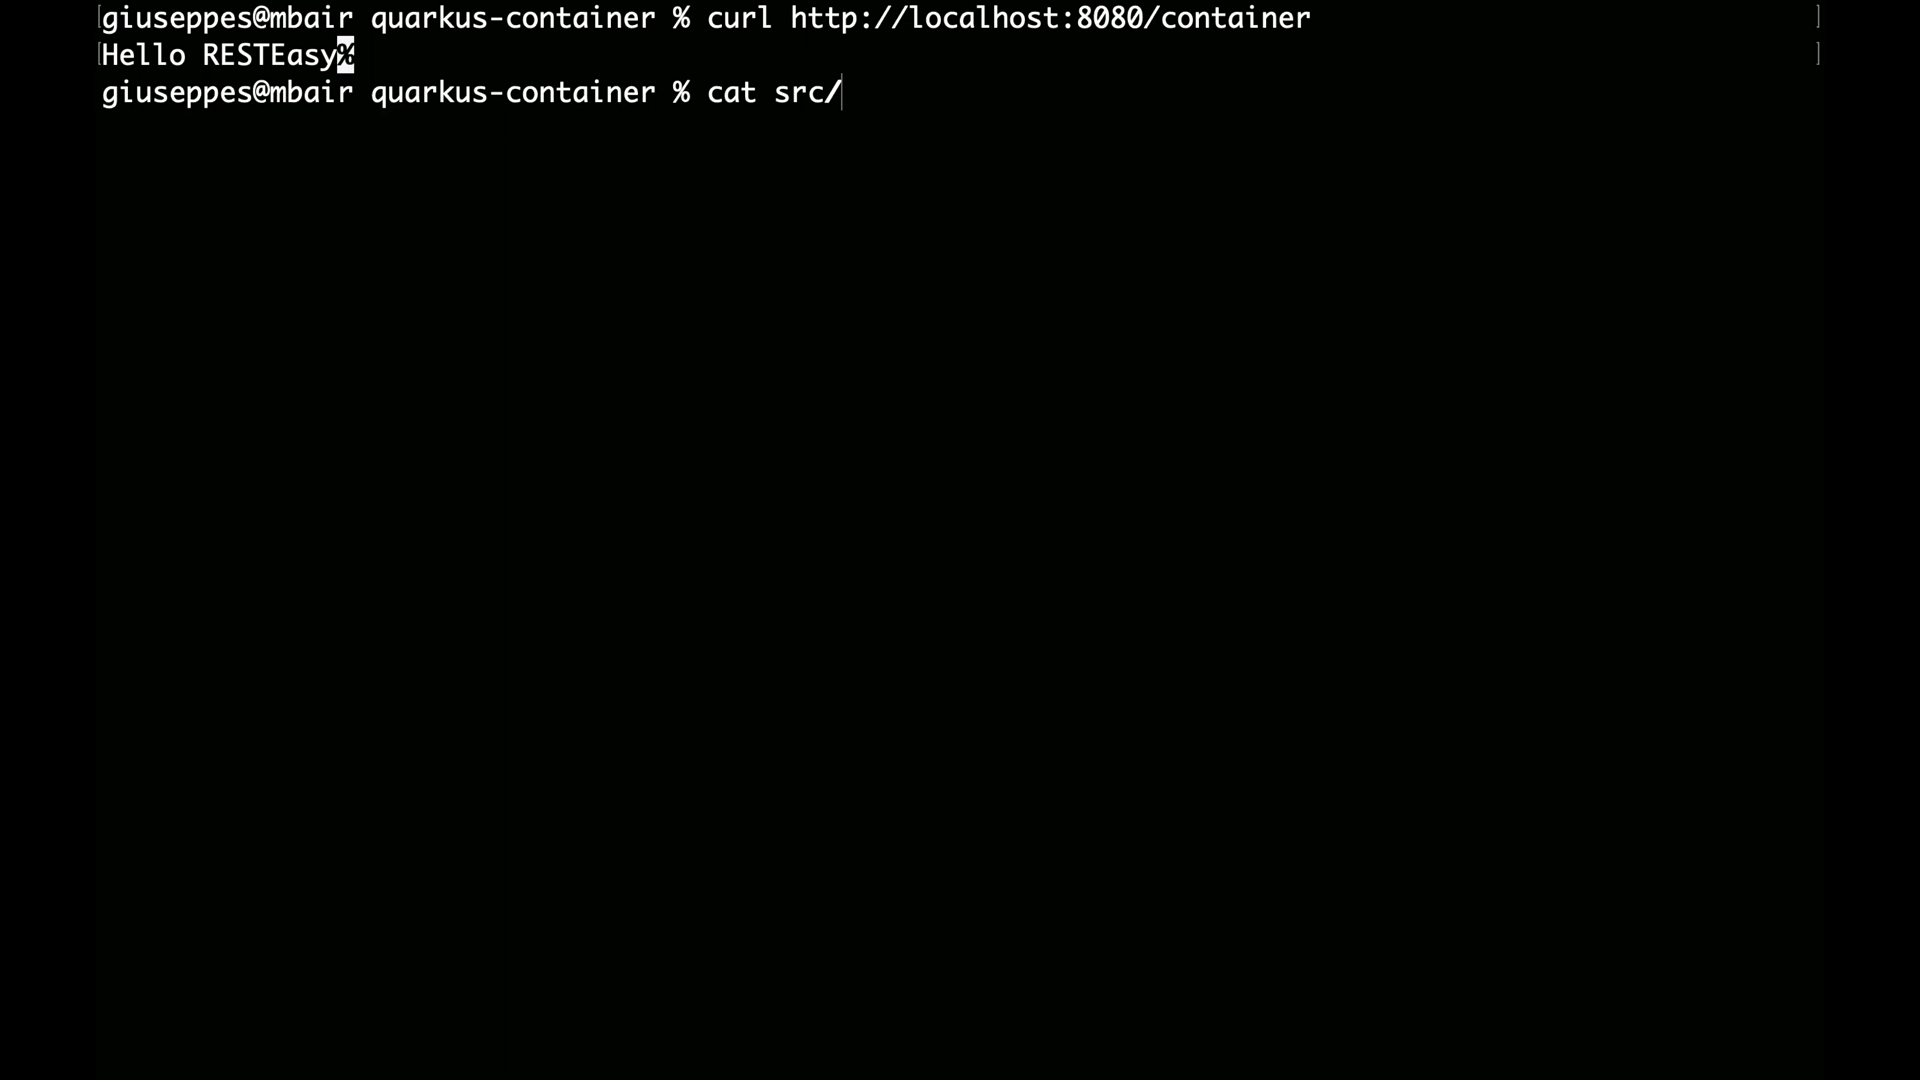 giuseppes@mbair quarkus-container % curl http://localhost:8080/container
Hello RESTEasy%
giuseppes@mbair quarkus-container % cat src/